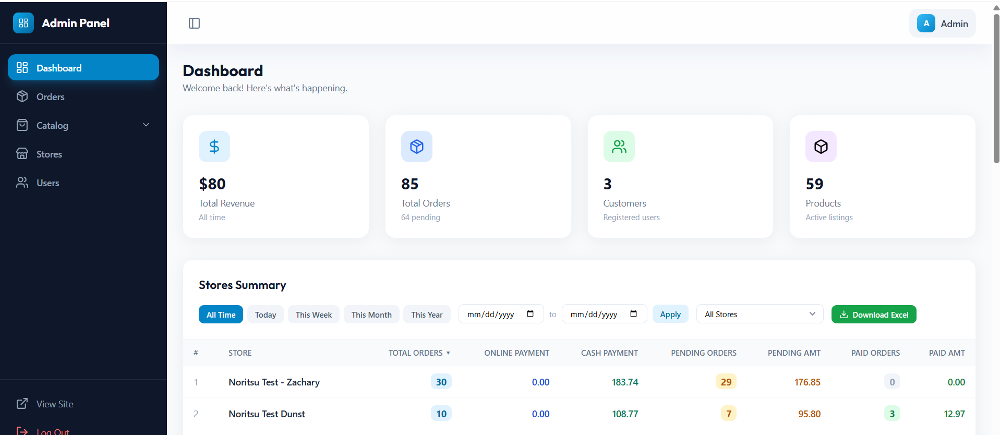 Admin Panel
A Admin
Dashboard
Orders
Catalog
Stores
Users
View Site
Log Out
Dashboard
Welcome back! Here's what's happening.
$80
Total Revenue
All time
85
Total Orders
64 pending
3
Customers
Registered users
59
Products
Active listings
Stores Summary
All Time Today This Week This Month This Year mm/dd/yyyy to mm/dd/yyyy Apply All Stores Download Excel
# STORE TOTAL ORDERS ▼ ONLINE PAYMENT CASH PAYMENT PENDING ORDERS PENDING AMT PAID ORDERS PAID AMT
1 Noritsu Test - Zachary 30 0.00 183.74 29 176.85 0 0.00
2 Noritsu Test Dunst 10 0.00 108.77 7 95.80 3 12.97